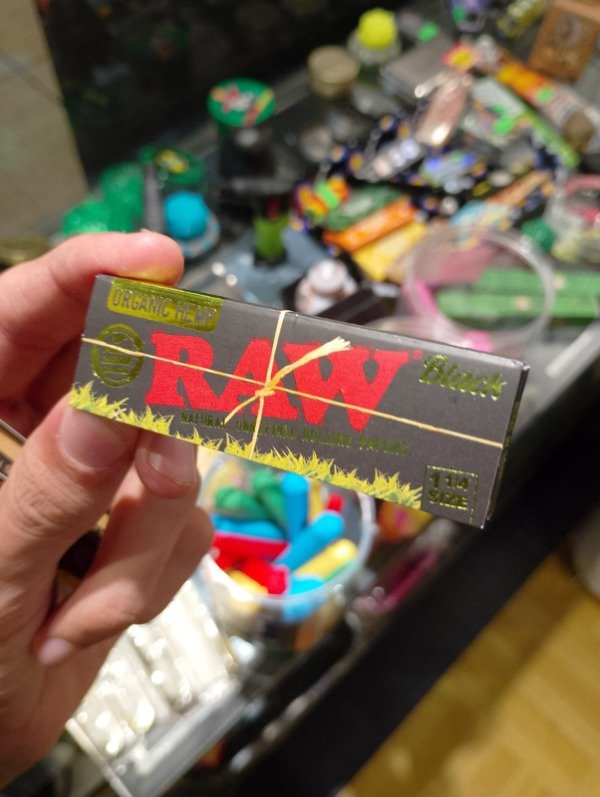 ORGANIC HEMP
RAW
Black
NATURAL UNREFINED ROLLING PAPERS
1 1/4
SIZE